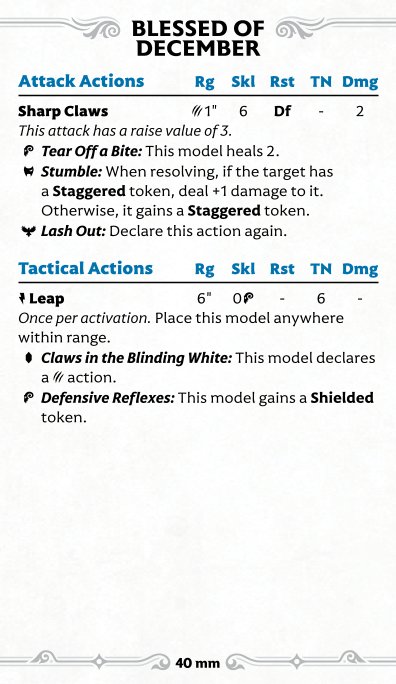 BLESSED OF
DECEMBER
Attack Actions Rg Skl Rst TN Dmg
Sharp Claws 1" 6 Df - 2
This attack has a raise value of 3.
Tear Off a Bite: This model heals 2.
Stumble: When resolving, if the target has
a Staggered token, deal +1 damage to it.
Otherwise, it gains a Staggered token.
Lash Out: Declare this action again.
Tactical Actions Rg Skl Rst TN Dmg
Leap 6" 0 - 6 -
Once per activation. Place this model anywhere
within range.
Claws in the Blinding White: This model declares
a action.
Defensive Reflexes: This model gains a Shielded
token.
40 mm